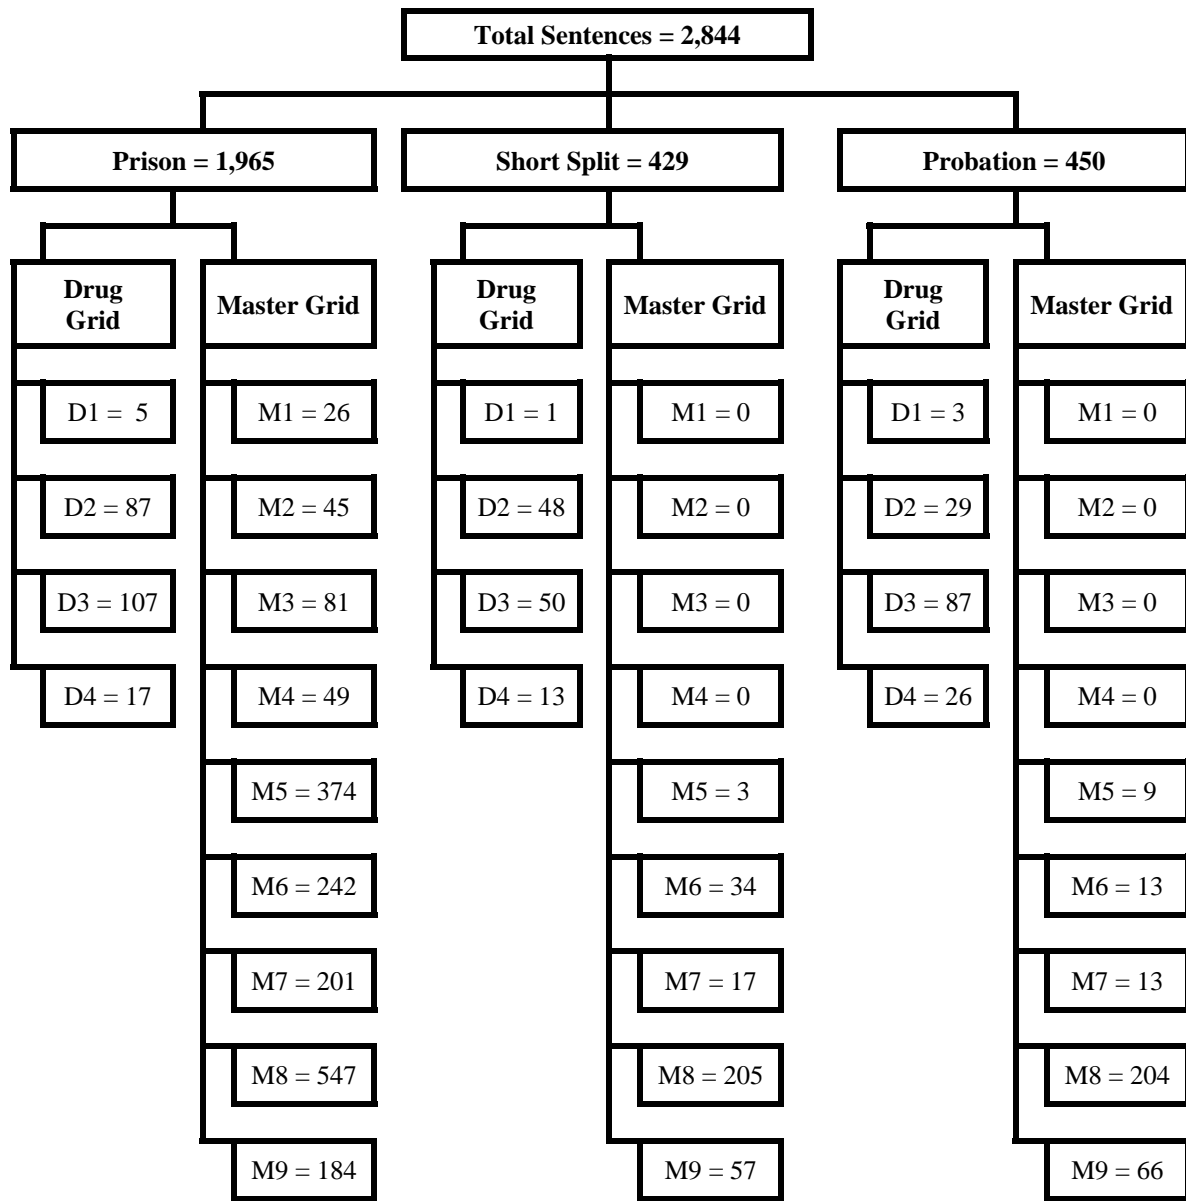 Total Sentences = 2,844
Prison = 1,965
Short Split = 429
Probation = 450
Drug
Grid
Master Grid
Drug
Grid
Master Grid
Drug
Grid
Master Grid
D1 =  5
M1 = 26
D1 = 1
M1 = 0
D1 = 3
M1 = 0
D2 = 87
M2 = 45
D2 = 48
M2 = 0
D2 = 29
M2 = 0
D3 = 107
M3 = 81
D3 = 50
M3 = 0
D3 = 87
M3 = 0
D4 = 17
M4 = 49
D4 = 13
M4 = 0
D4 = 26
M4 = 0
M5 = 374
M5 = 3
M5 = 9
M6 = 242
M6 = 34
M6 = 13
M7 = 201
M7 = 17
M7 = 13
M8 = 547
M8 = 205
M8 = 204
M9 = 184
M9 = 57
M9 = 66